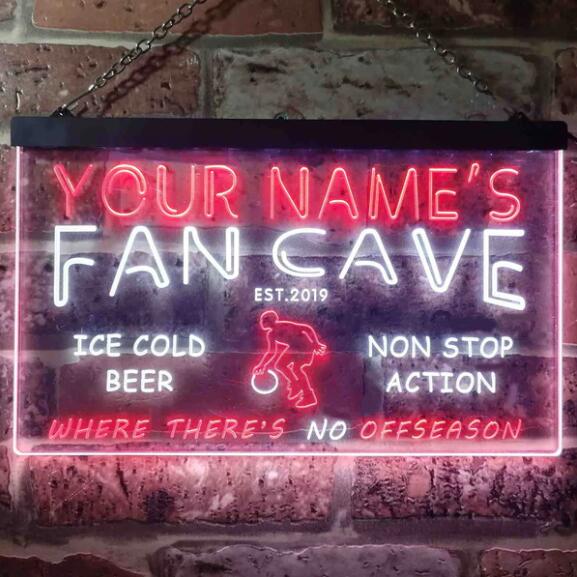 YOUR NAME'S
FAN CAVE
EST.2019
ICE COLD
BEER
NON STOP
ACTION
WHERE THERE'S NO OFFSEASON